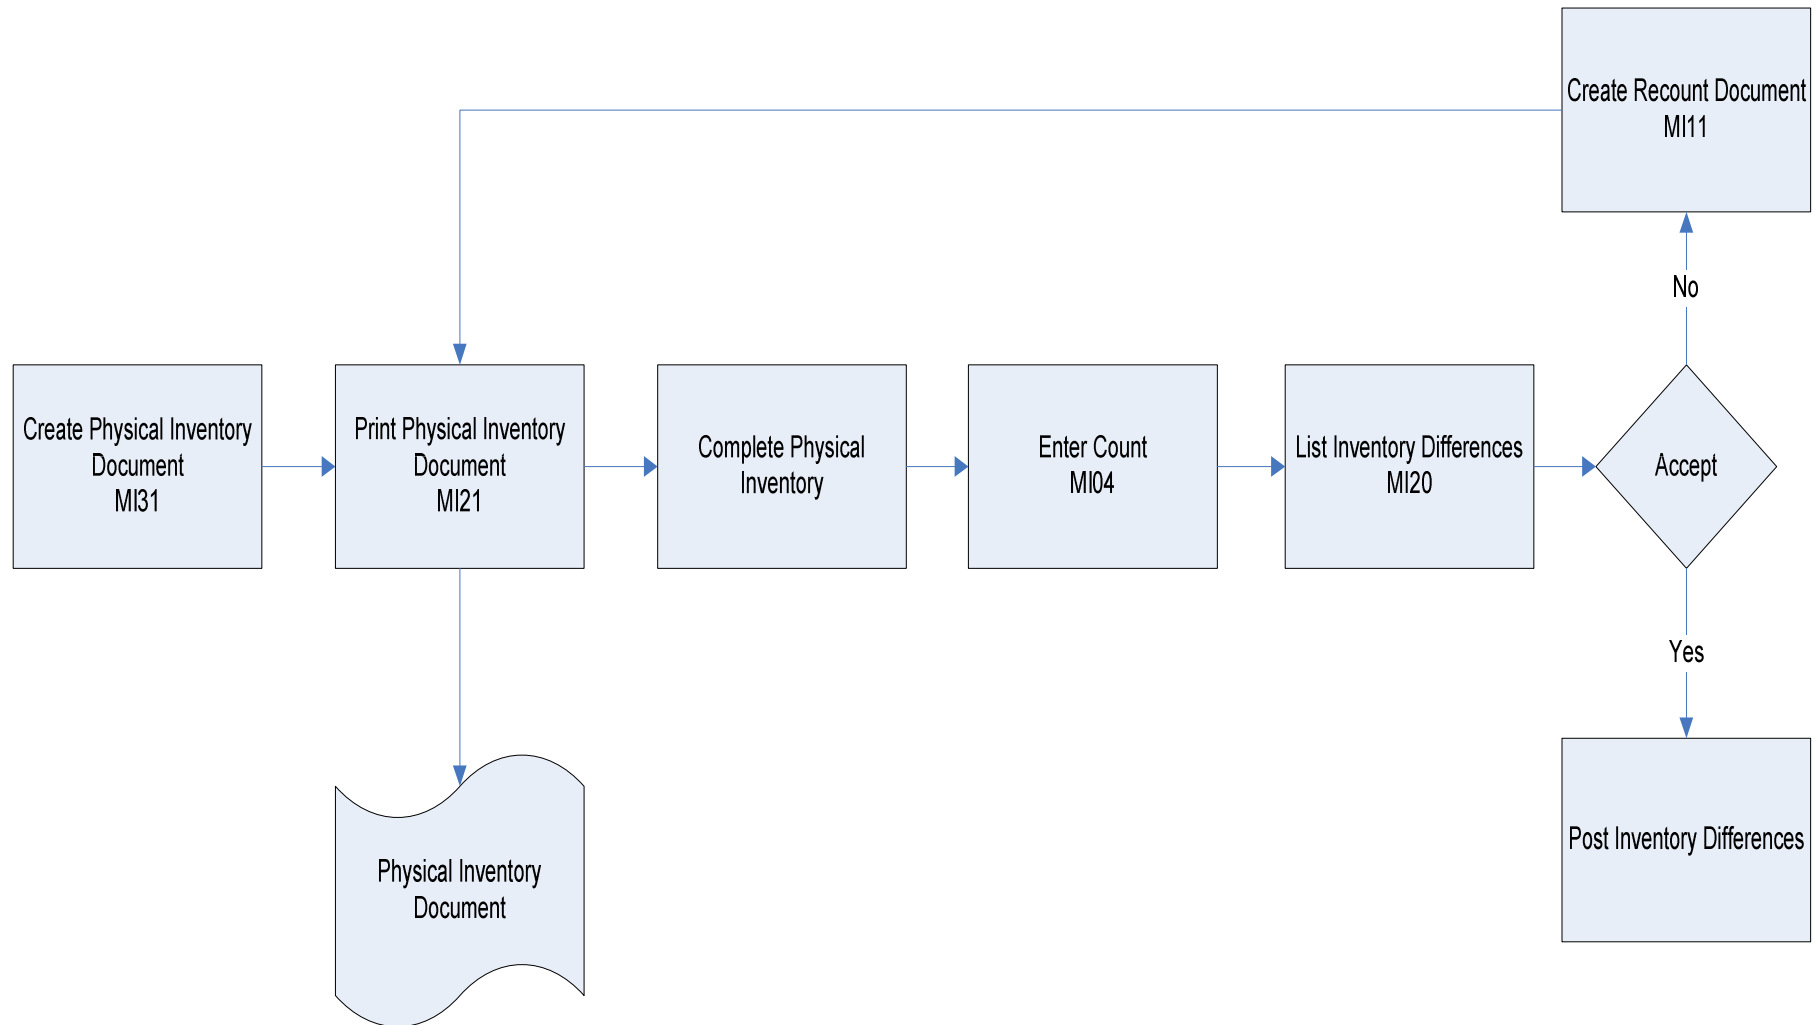 Create Recount Document
MI11
No
Create Physical Inventory
Document
MI31
Print Physical Inventory
Document
MI21
Complete Physical
Inventory
Enter Count
MI04
List Inventory Differences
MI20
Accept
Yes
Post Inventory Differences
Physical Inventory
Document